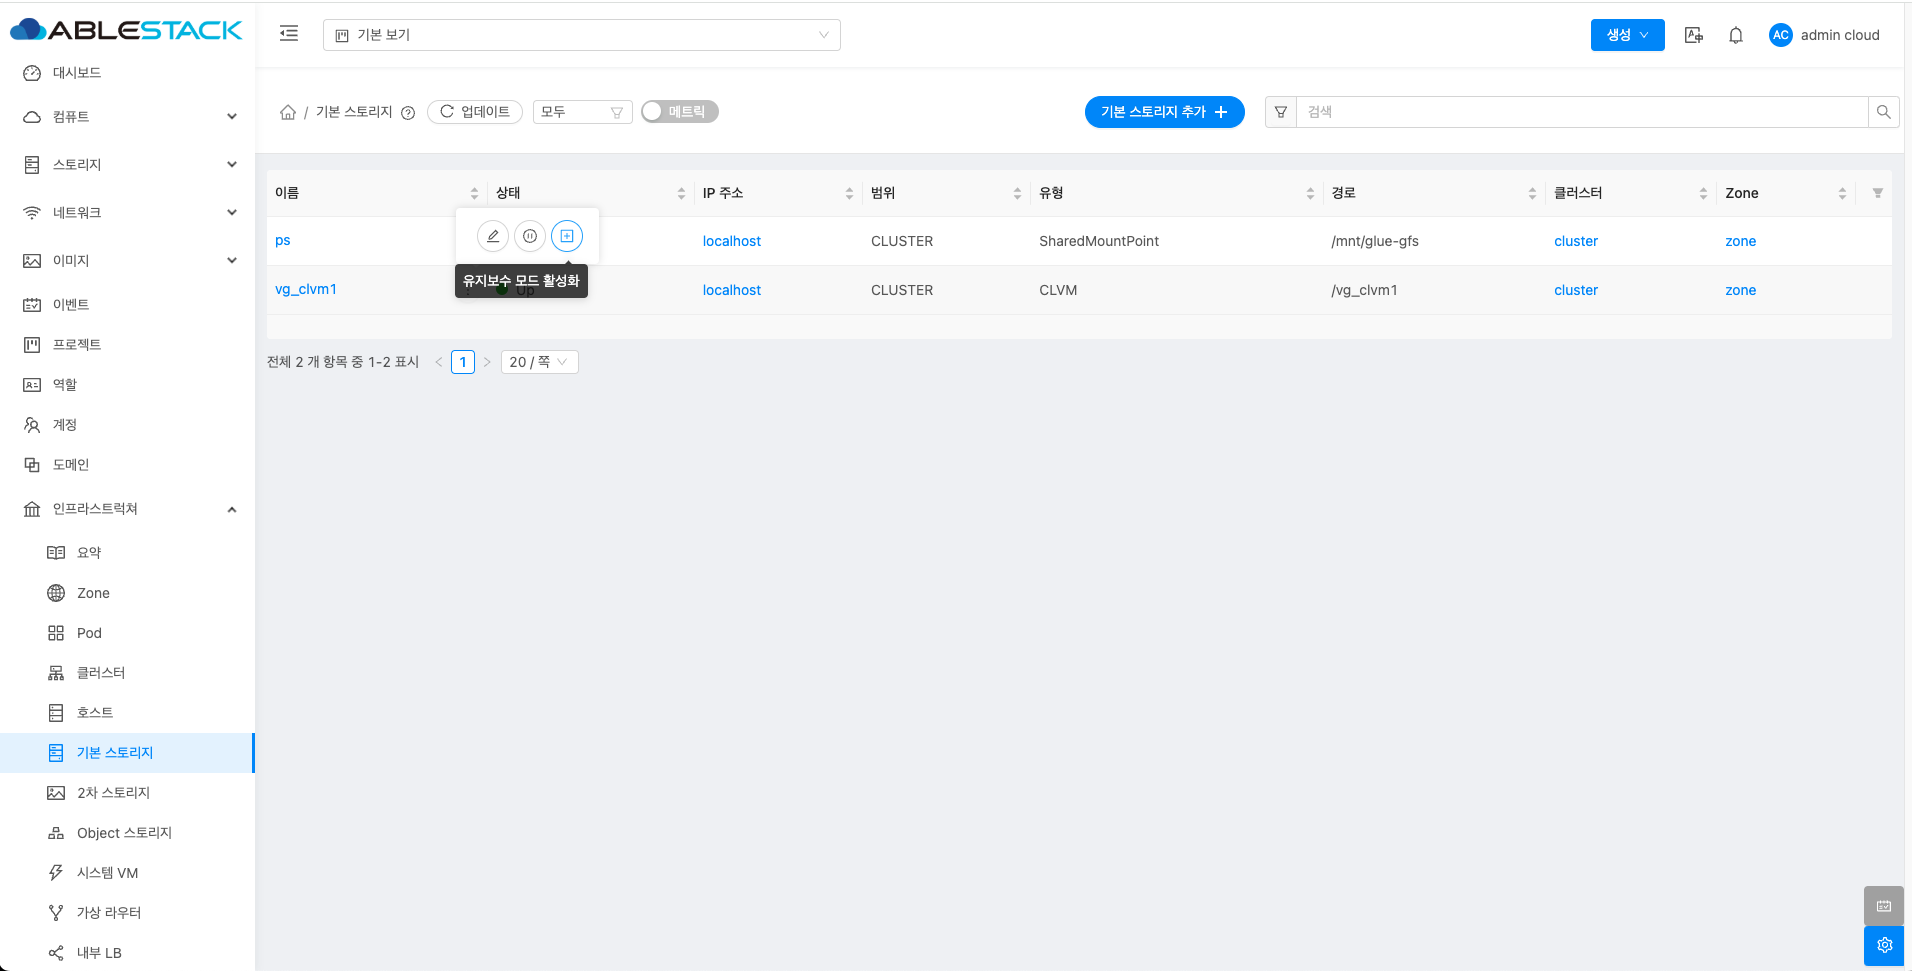 ABLESTACK
기본 보기
생성
AC admin cloud
대시보드
컴퓨트
스토리지
네트워크
이미지
이벤트
프로젝트
역할
계정
도메인
인프라스트럭쳐
요약
Zone
Pod
클러스터
호스트
기본 스토리지
2차 스토리지
Object 스토리지
시스템 VM
가상 라우터
내부 LB
/ 기본 스토리지 업데이트 모두 메트릭
기본 스토리지 추가 검색
이름 상태 IP 주소 범위 유형 경로 클러스터 Zone
ps localhost CLUSTER SharedMountPoint /mnt/glue-gfs cluster zone
유지보수 모드 활성화
vg_clvm1 Up localhost CLUSTER CLVM /vg_clvm1 cluster zone
전체 2 개 항목 중 1-2 표시 1 20 / 쪽